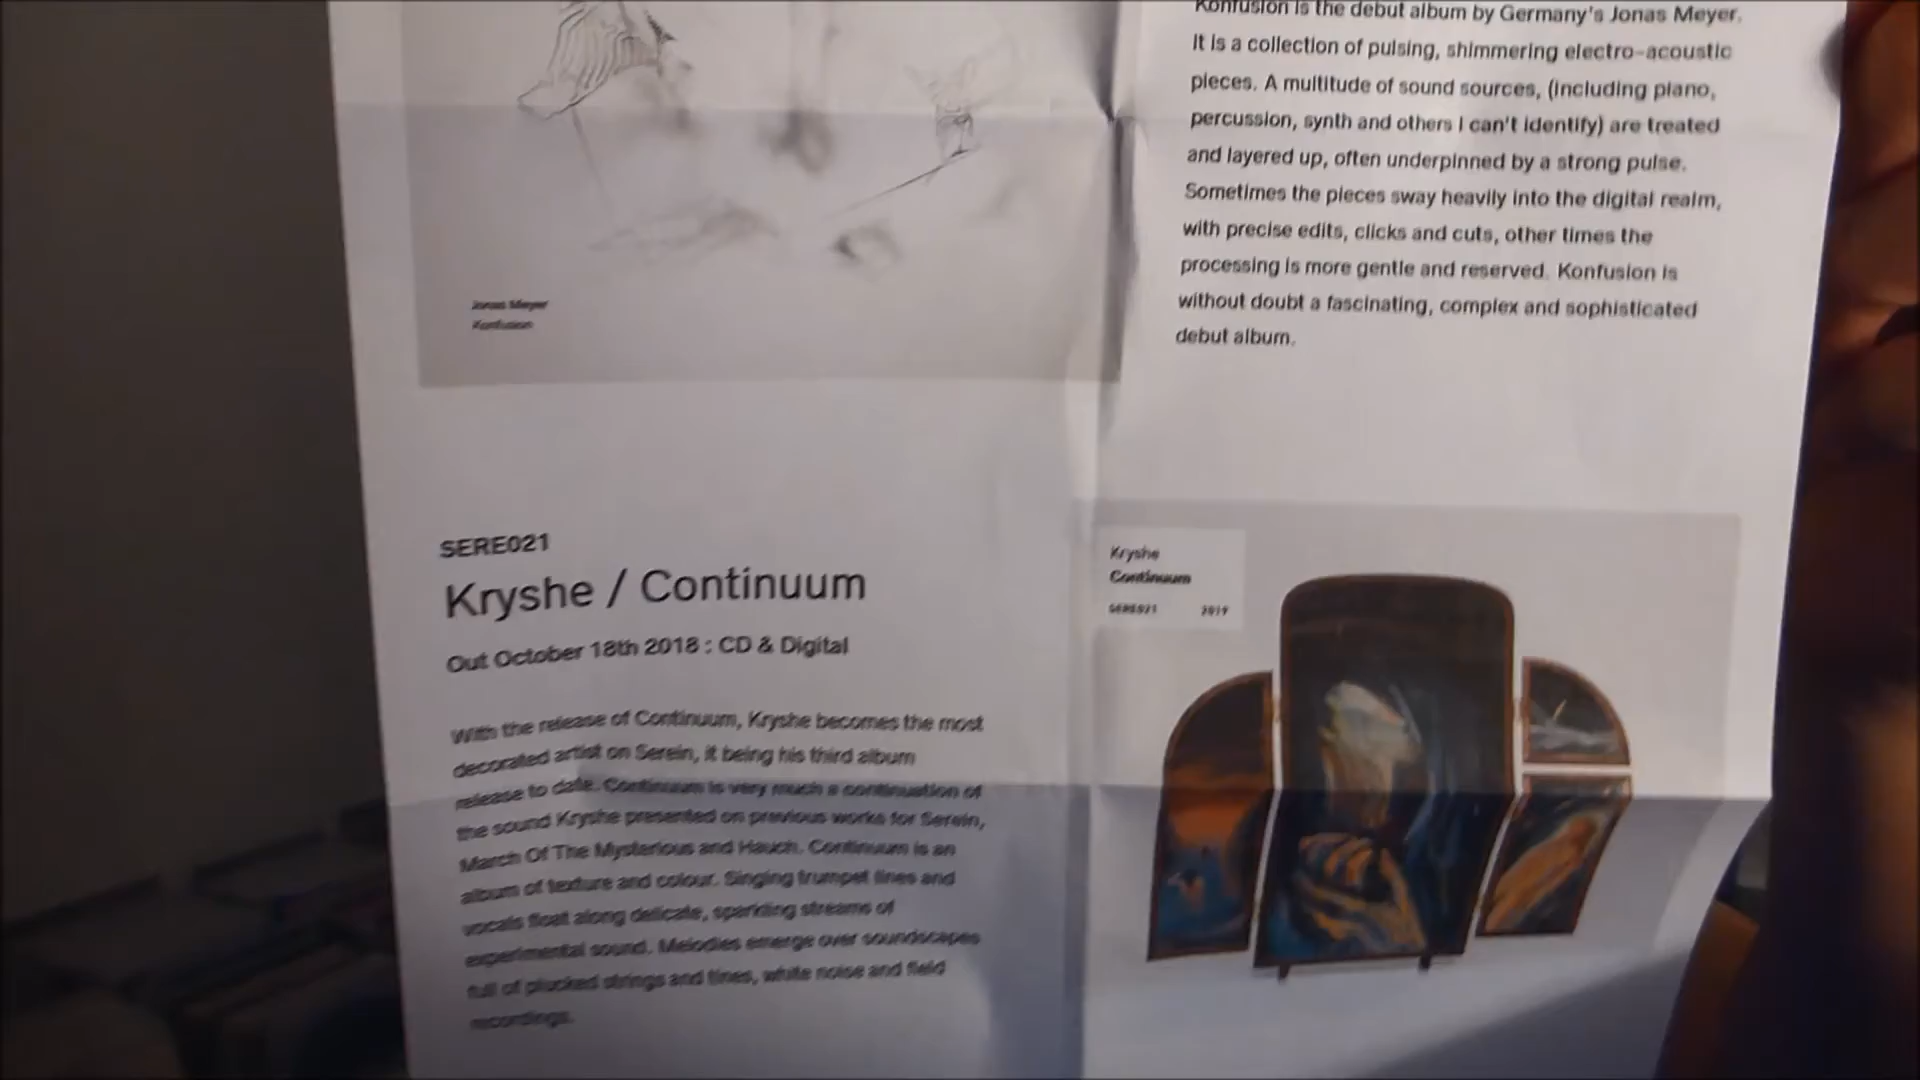 Konfusion is the debut album by Germany's Jonas Meyer.
It is a collection of pulsing, shimmering electro-acoustic
pieces. A multitude of sound sources, (including piano,
percussion, synth and others I can't identify) are treated
and layered up, often underpinned by a strong pulse.
Sometimes the pieces sway heavily into the digital realm,
with precise edits, clicks and cuts, other times the
processing is more gentle and reserved. Konfusion is
without doubt a fascinating, complex and sophisticated
debut album.
Jonas Meyer
Konfusion
SERE021
Kryshe / Continuum
Out October 18th 2018 : CD & Digital
With the release of Continuum, Kryshe becomes the most
decorated artist on Serein, it being his third album
release to date. Continuum is very much a continuation of
the sound Kryshe presented on previous works for Serein,
March Of The Mysterious and Hauch. Continuum is an
album of texture and colour. Singing trumpet lines and
vocals float along delicate, sparkling streams of
experimental sound. Melodies emerge over soundscapes
full of plucked strings and tines, white noise and field
recordings.
Kryshe
Continuum
SERE021 2019